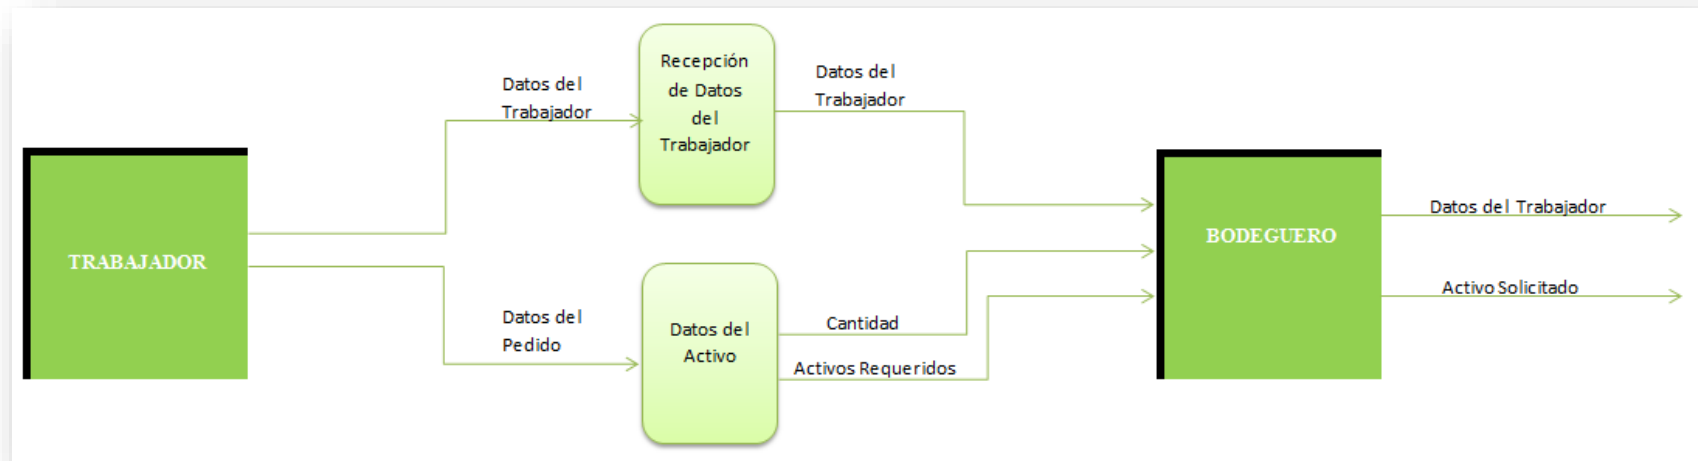 TRABAJADOR
Datos del
Trabajador
Recepción
de Datos
del
Trabajador
Datos del
Trabajador
Datos del
Pedido
Datos del
Activo
Cantidad
Activos Requeridos
BODEGUERO
Datos del Trabajador
Activo Solicitado